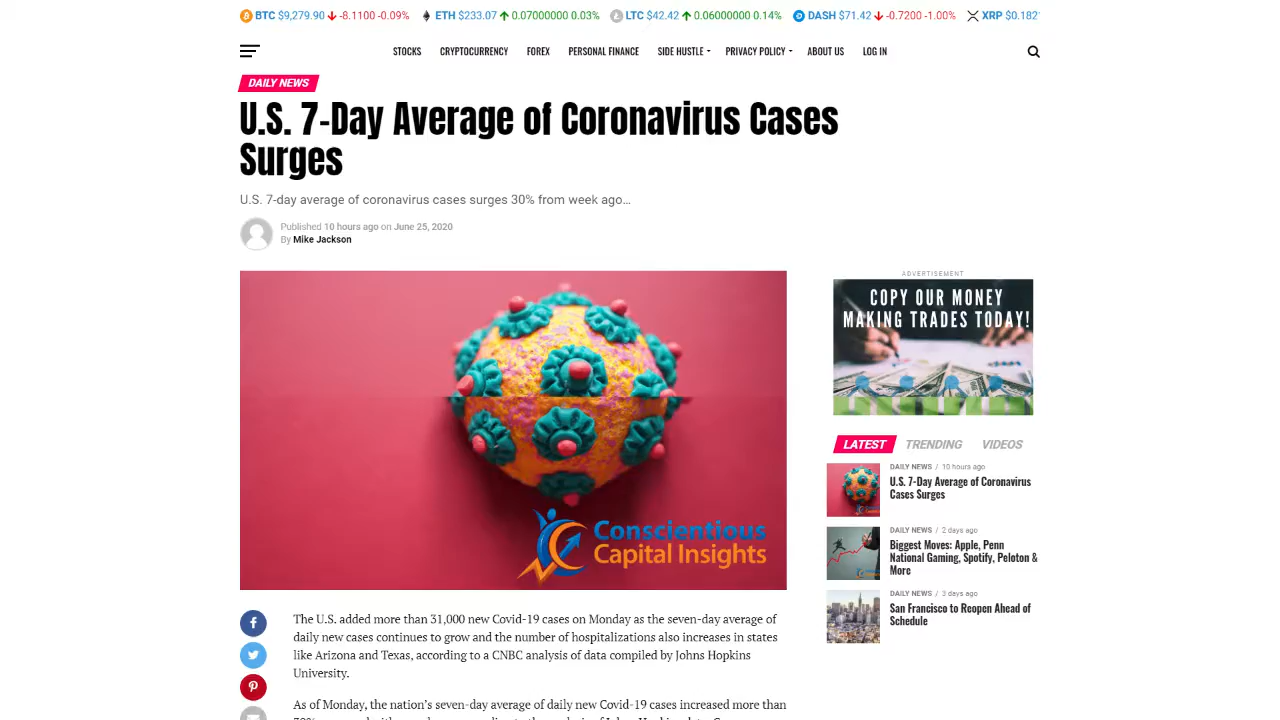 BTC $9,279.90 -8.1100 -0.09% ETH $233.07 0.07000000 0.03% LTC $42.42 0.06000000 0.14% DASH $71.42 -0.7200 -1.00% XRP $0.182
STOCKS CRYPTOCURRENCY FOREX PERSONAL FINANCE SIDE HUSTLE PRIVACY POLICY ABOUT US LOG IN
DAILY NEWS
U.S. 7-Day Average of Coronavirus Cases
Surges
U.S. 7-day average of coronavirus cases surges 30% from week ago…
Published 10 hours ago on June 25, 2020
By Mike Jackson
Conscientious
Capital Insights
The U.S. added more than 31,000 new Covid-19 cases on Monday as the seven-day average of
daily new cases continues to grow and the number of hospitalizations also increases in states
like Arizona and Texas, according to a CNBC analysis of data compiled by Johns Hopkins
University.
As of Monday, the nation's seven-day average of daily new Covid-19 cases increased more than
ADVERTISEMENT
COPY OUR MONEY
MAKING TRADES TODAY!
LATEST TRENDING VIDEOS
DAILY NEWS / 10 hours ago
U.S. 7-Day Average of Coronavirus
Cases Surges
DAILY NEWS / 2 days ago
Biggest Moves: Apple, Penn
National Gaming, Spotify, Peloton &
More
DAILY NEWS / 3 days ago
San Francisco to Reopen Ahead of
Schedule